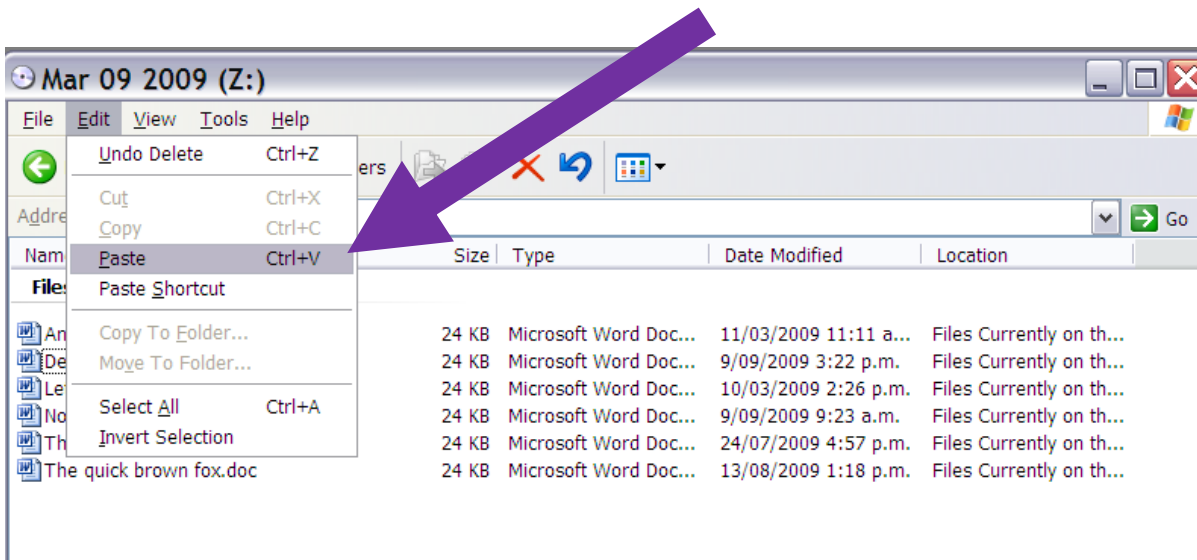 Mar 09 2009 (Z:)
File Edit View Tools Help
Undo Delete Ctrl+Z
ers
Cut Ctrl+X
Addre
Go
Copy Ctrl+C
Nam Size Type Date Modified Location
Paste Ctrl+V
Files
Paste Shortcut
An 24 KB Microsoft Word Doc... 11/03/2009 11:11 a... Files Currently on th...
Copy To Folder...
De 24 KB Microsoft Word Doc... 9/09/2009 3:22 p.m. Files Currently on th...
Move To Folder...
Let 24 KB Microsoft Word Doc... 10/03/2009 2:26 p.m. Files Currently on th...
Select All Ctrl+A
No 24 KB Microsoft Word Doc... 9/09/2009 9:23 a.m. Files Currently on th...
Invert Selection
Th 24 KB Microsoft Word Doc... 24/07/2009 4:57 p.m. Files Currently on th...
The quick brown fox.doc 24 KB Microsoft Word Doc... 13/08/2009 1:18 p.m. Files Currently on th...